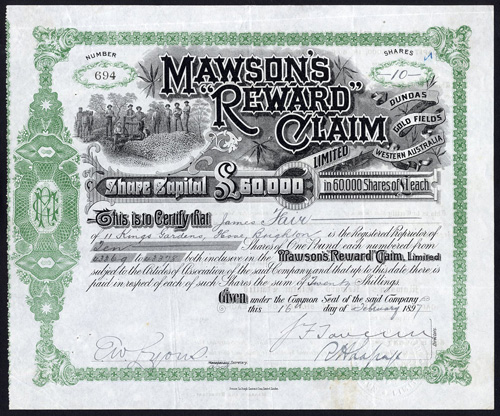 NUMBER
694
SHARES
-10-
MAWSON'S
"REWARD"
CLAIM
LIMITED
DUNDAS
GOLD FIELDS
WESTERN AUSTRALIA
Share Capital £60,000 in 60000 Shares of £1 each
This is to Certify that James Kerr
of 11 Kings Gardens, Hove, Brighton is the Registered Proprietor of
Ten Shares of One Pound each numbered from
to both inclusive in the Mawson's "Reward" Claim, Limited
subject to the Articles of Association of the said Company and that up to this date there is
paid in respect of each of such Shares the sum of Twenty Shillings.
Given under the Common Seal of the said Company
this 16th day of February 1897
Lyons
Secretary.
Directors